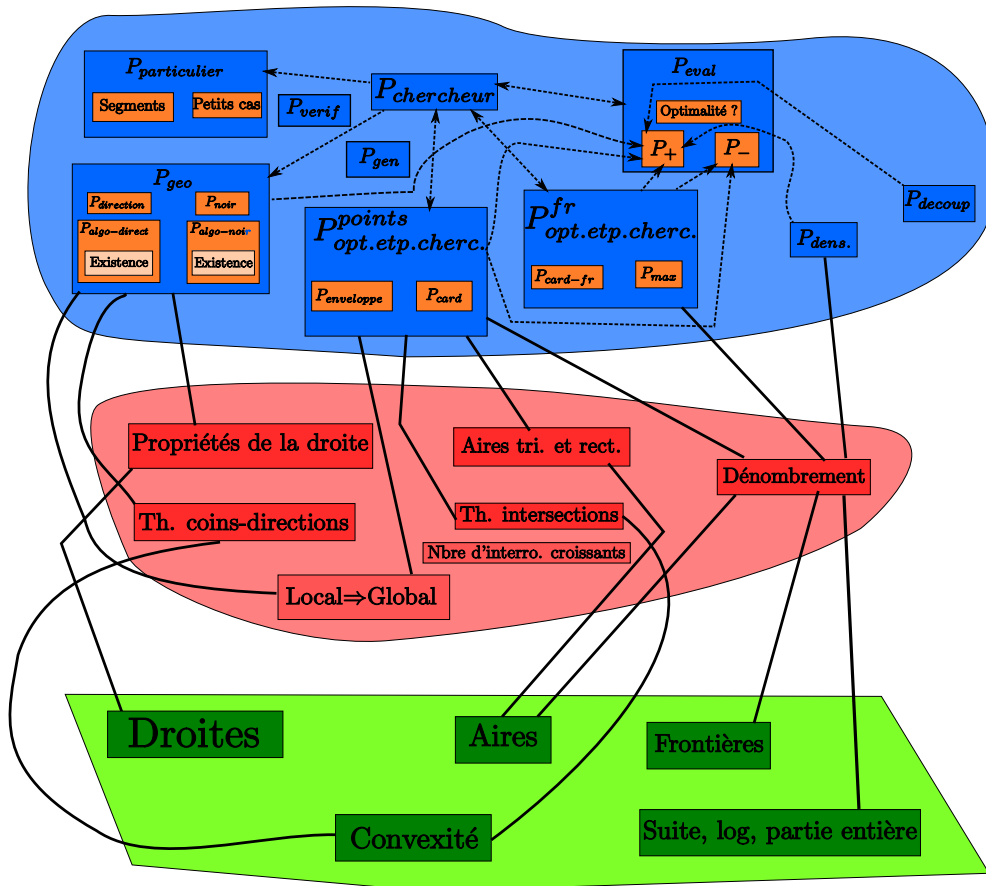 P_particulier
Segments
Petits cas
P_verif
P_chercheur
P_eval
Optimalité ?
P_+
P_−
P_gen
P_geo
P_direction
P_noir
P_algo−direct
P_algo−noir
Existence
Existence
P^points_opt.etp.cherc.
P_enveloppe
P_card
P^fr_opt.etp.cherc.
P_card−fr
P_max
P_dens.
P_decoup
Propriétés de la droite
Aires tri. et rect.
Dénombrement
Th. coins-directions
Th. intersections
Nbre d'interro. croissants
Local⇒Global
Droites
Aires
Frontières
Convexité
Suite, log, partie entière